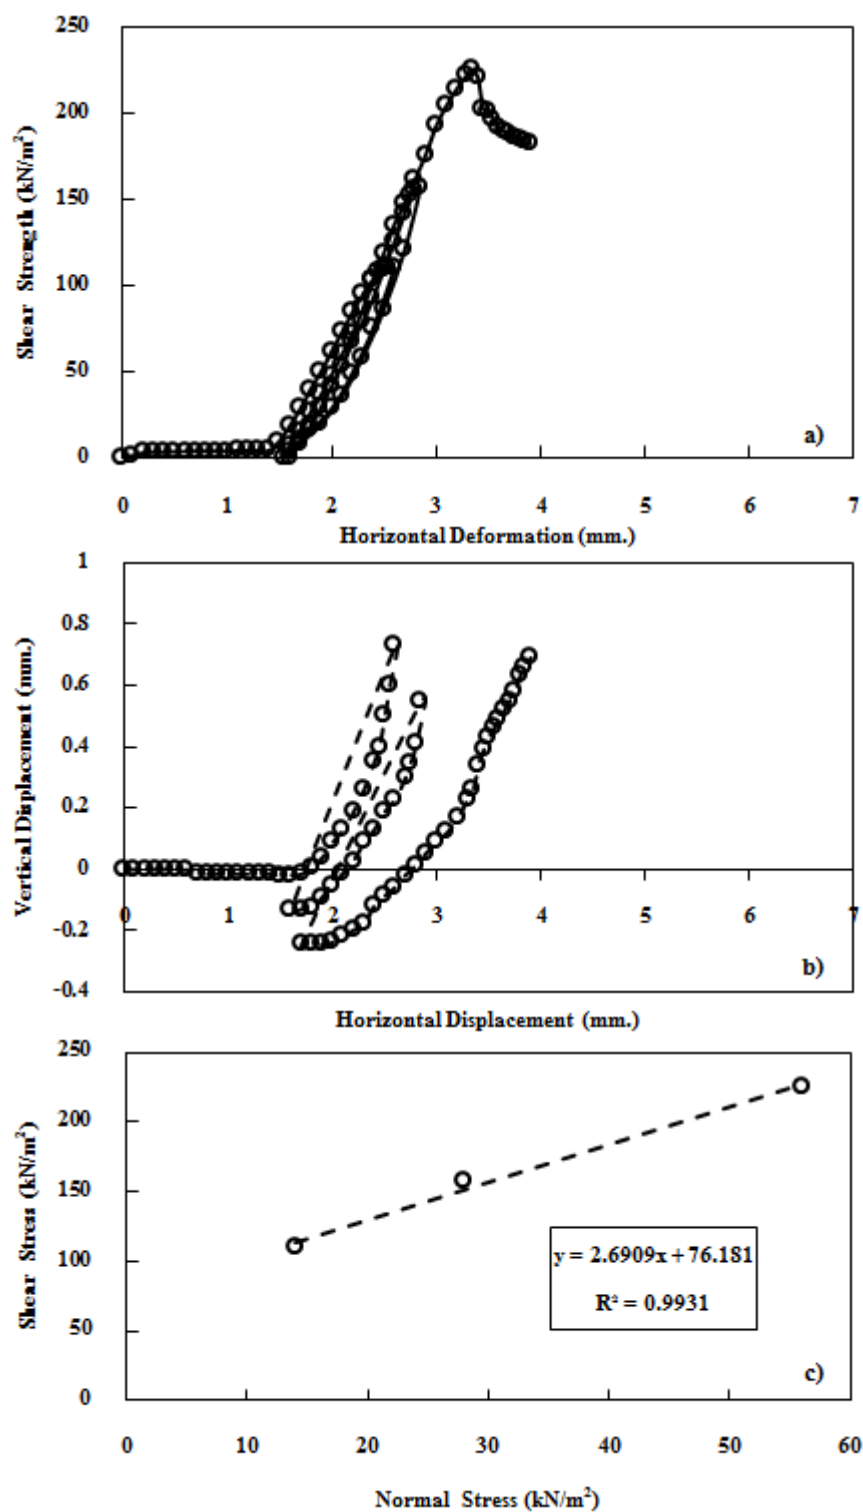 250
200
150
100
50
0
Shear Strength (kN/m²)
a)
0 1 2 3 4 5 6 7
Horizontal Deformation (mm.)
1
0.8
0.6
0.4
0.2
0
-0.2
-0.4
Vertical Displacement (mm.)
0 1 2 3 4 5 6 7
b)
Horizontal Displacement (mm.)
250
200
150
100
50
0
Shear Stress (kN/m²)
y = 2.6909x + 76.181
R² = 0.9931
c)
0 10 20 30 40 50 60
Normal Stress (kN/m²)